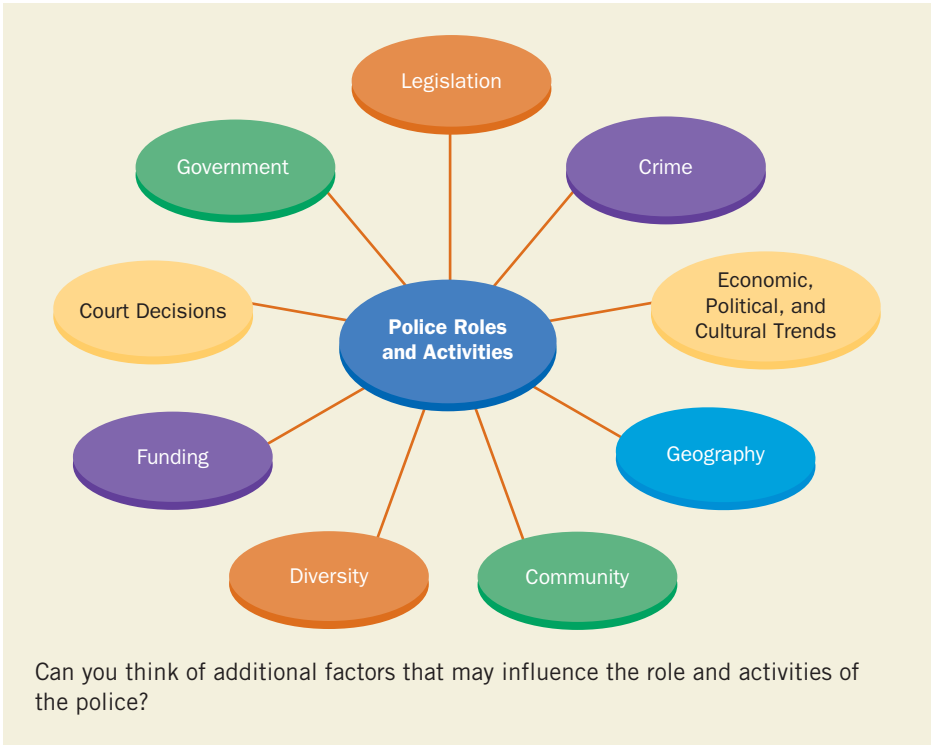 Legislation
Government
Crime
Court Decisions
Economic,
Political, and
Cultural Trends
Police Roles
and Activities
Funding
Geography
Diversity
Community
Can you think of additional factors that may influence the role and activities of
the police?